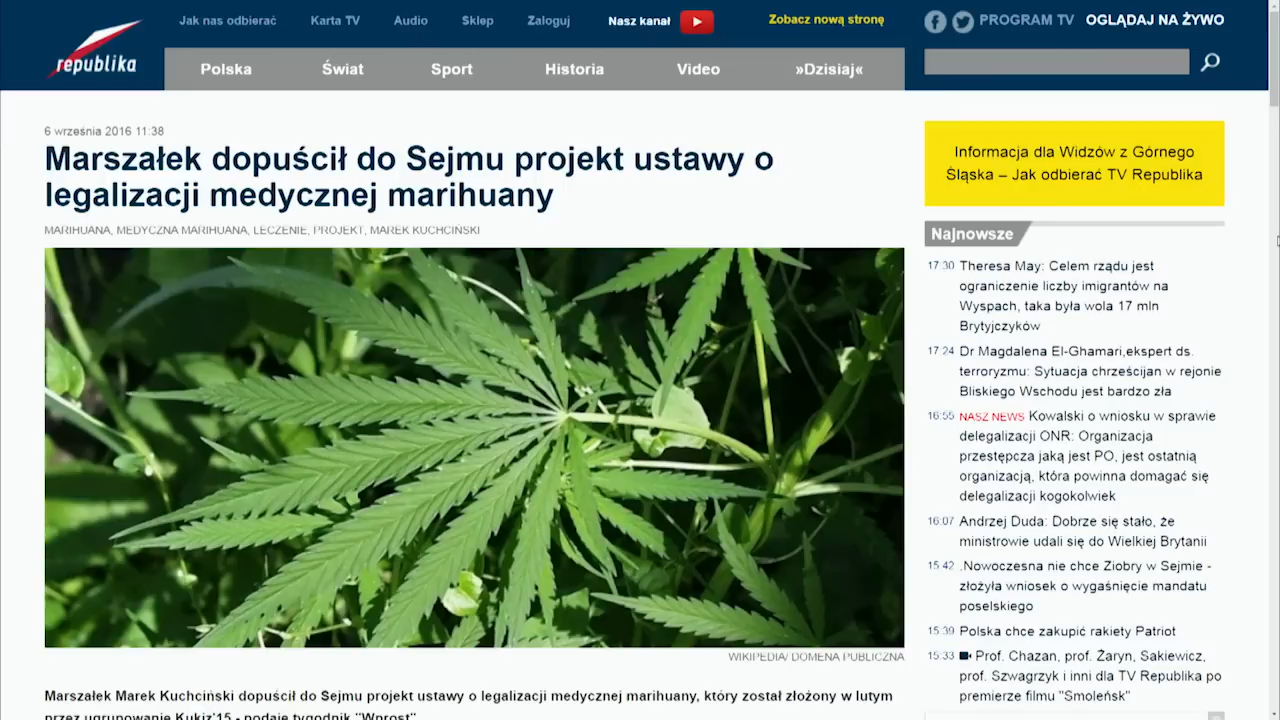 Jak nas odbierać Karta TV Audio Sklep Zaloguj Nasz kanał Zobacz nową stronę PROGRAM TV OGLĄDAJ NA ŻYWO
republika
Polska Świat Sport Historia Video »Dzisiaj«
6 września 2016 11:38
Marszałek dopuścił do Sejmu projekt ustawy o
legalizacji medycznej marihuany
MARIHUANA, MEDYCZNA MARIHUANA, LECZENIE, PROJEKT, MAREK KUCHCIŃSKI
WIKIPEDIA/ DOMENA PUBLICZNA
Marszałek Marek Kuchciński dopuścił do Sejmu projekt ustawy o legalizacji medycznej marihuany, który został złożony w lutym
przez ugrupowanie Kukiz'15 - podaje tygodnik "Wprost".
Informacja dla Widzów z Górnego
Śląska – Jak odbierać TV Republika
Najnowsze
17:30 Theresa May: Celem rządu jest
ograniczenie liczby imigrantów na
Wyspach, taka była wola 17 mln
Brytyjczyków
17:24 Dr Magdalena El-Ghamari,ekspert ds.
terroryzmu: Sytuacja chrześcijan w rejonie
Bliskiego Wschodu jest bardzo zła
16:55 NASZ NEWS Kowalski o wniosku w sprawie
delegalizacji ONR: Organizacja
przestępcza jaką jest PO, jest ostatnią
organizacją, która powinna domagać się
delegalizacji kogokolwiek
16:07 Andrzej Duda: Dobrze się stało, że
ministrowie udali się do Wielkiej Brytanii
15:42 .Nowoczesna nie chce Ziobry w Sejmie -
złożyła wniosek o wygaśnięcie mandatu
poselskiego
15:39 Polska chce zakupić rakiety Patriot
15:33 Prof. Chazan, prof. Żaryn, Sakiewicz,
prof. Szwagrzyk i inni dla TV Republika po
premierze filmu "Smoleńsk"